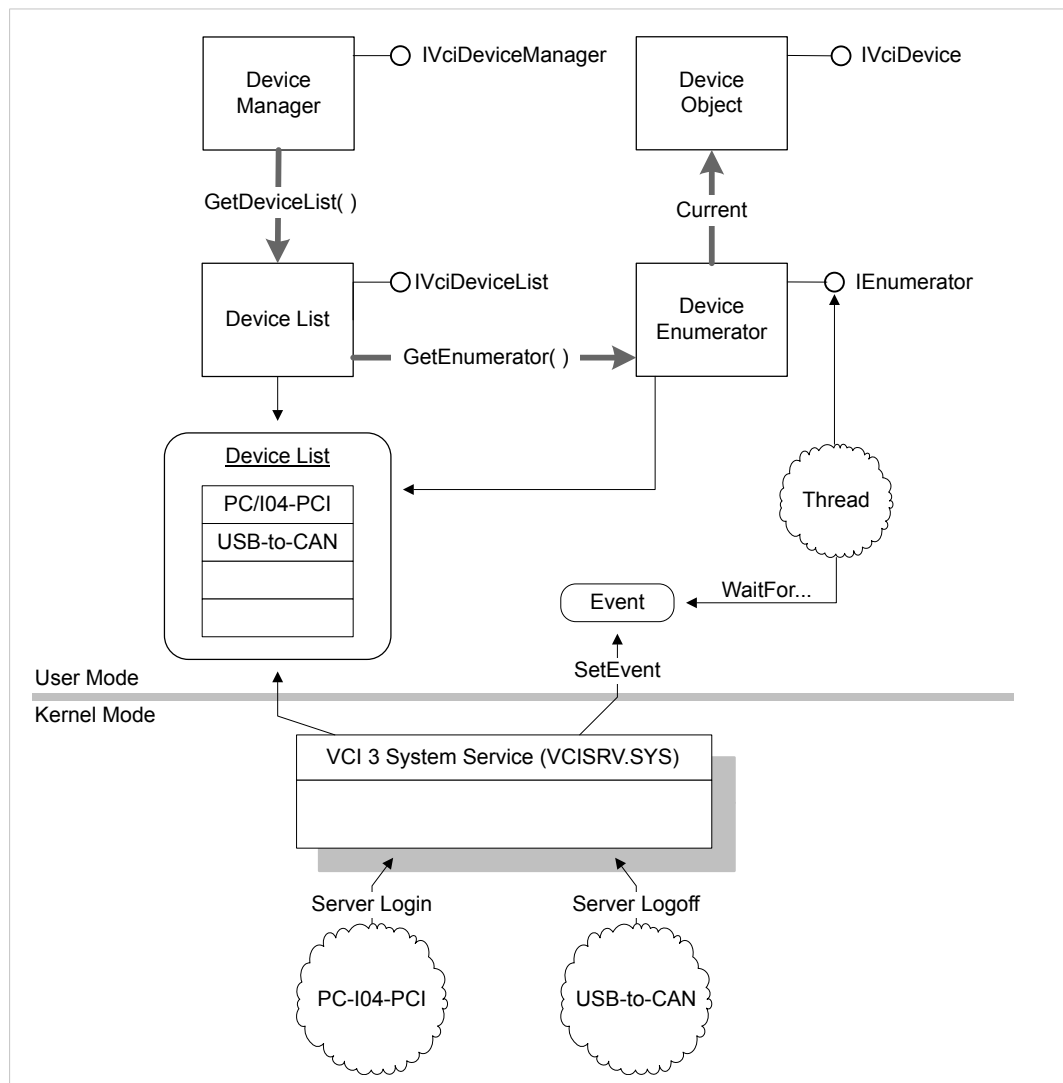 Device
Manager
IVciDeviceManager
Device
Object
IVciDevice
GetDeviceList( )
Current
Device List
IVciDeviceList
Device
Enumerator
IEnumerator
GetEnumerator( )
Device List
PC/I04-PCI
USB-to-CAN
Thread
Event
WaitFor...
SetEvent
User Mode
Kernel Mode
VCI 3 System Service (VCISRV.SYS)
Server Login
Server Logoff
PC-I04-PCI
USB-to-CAN